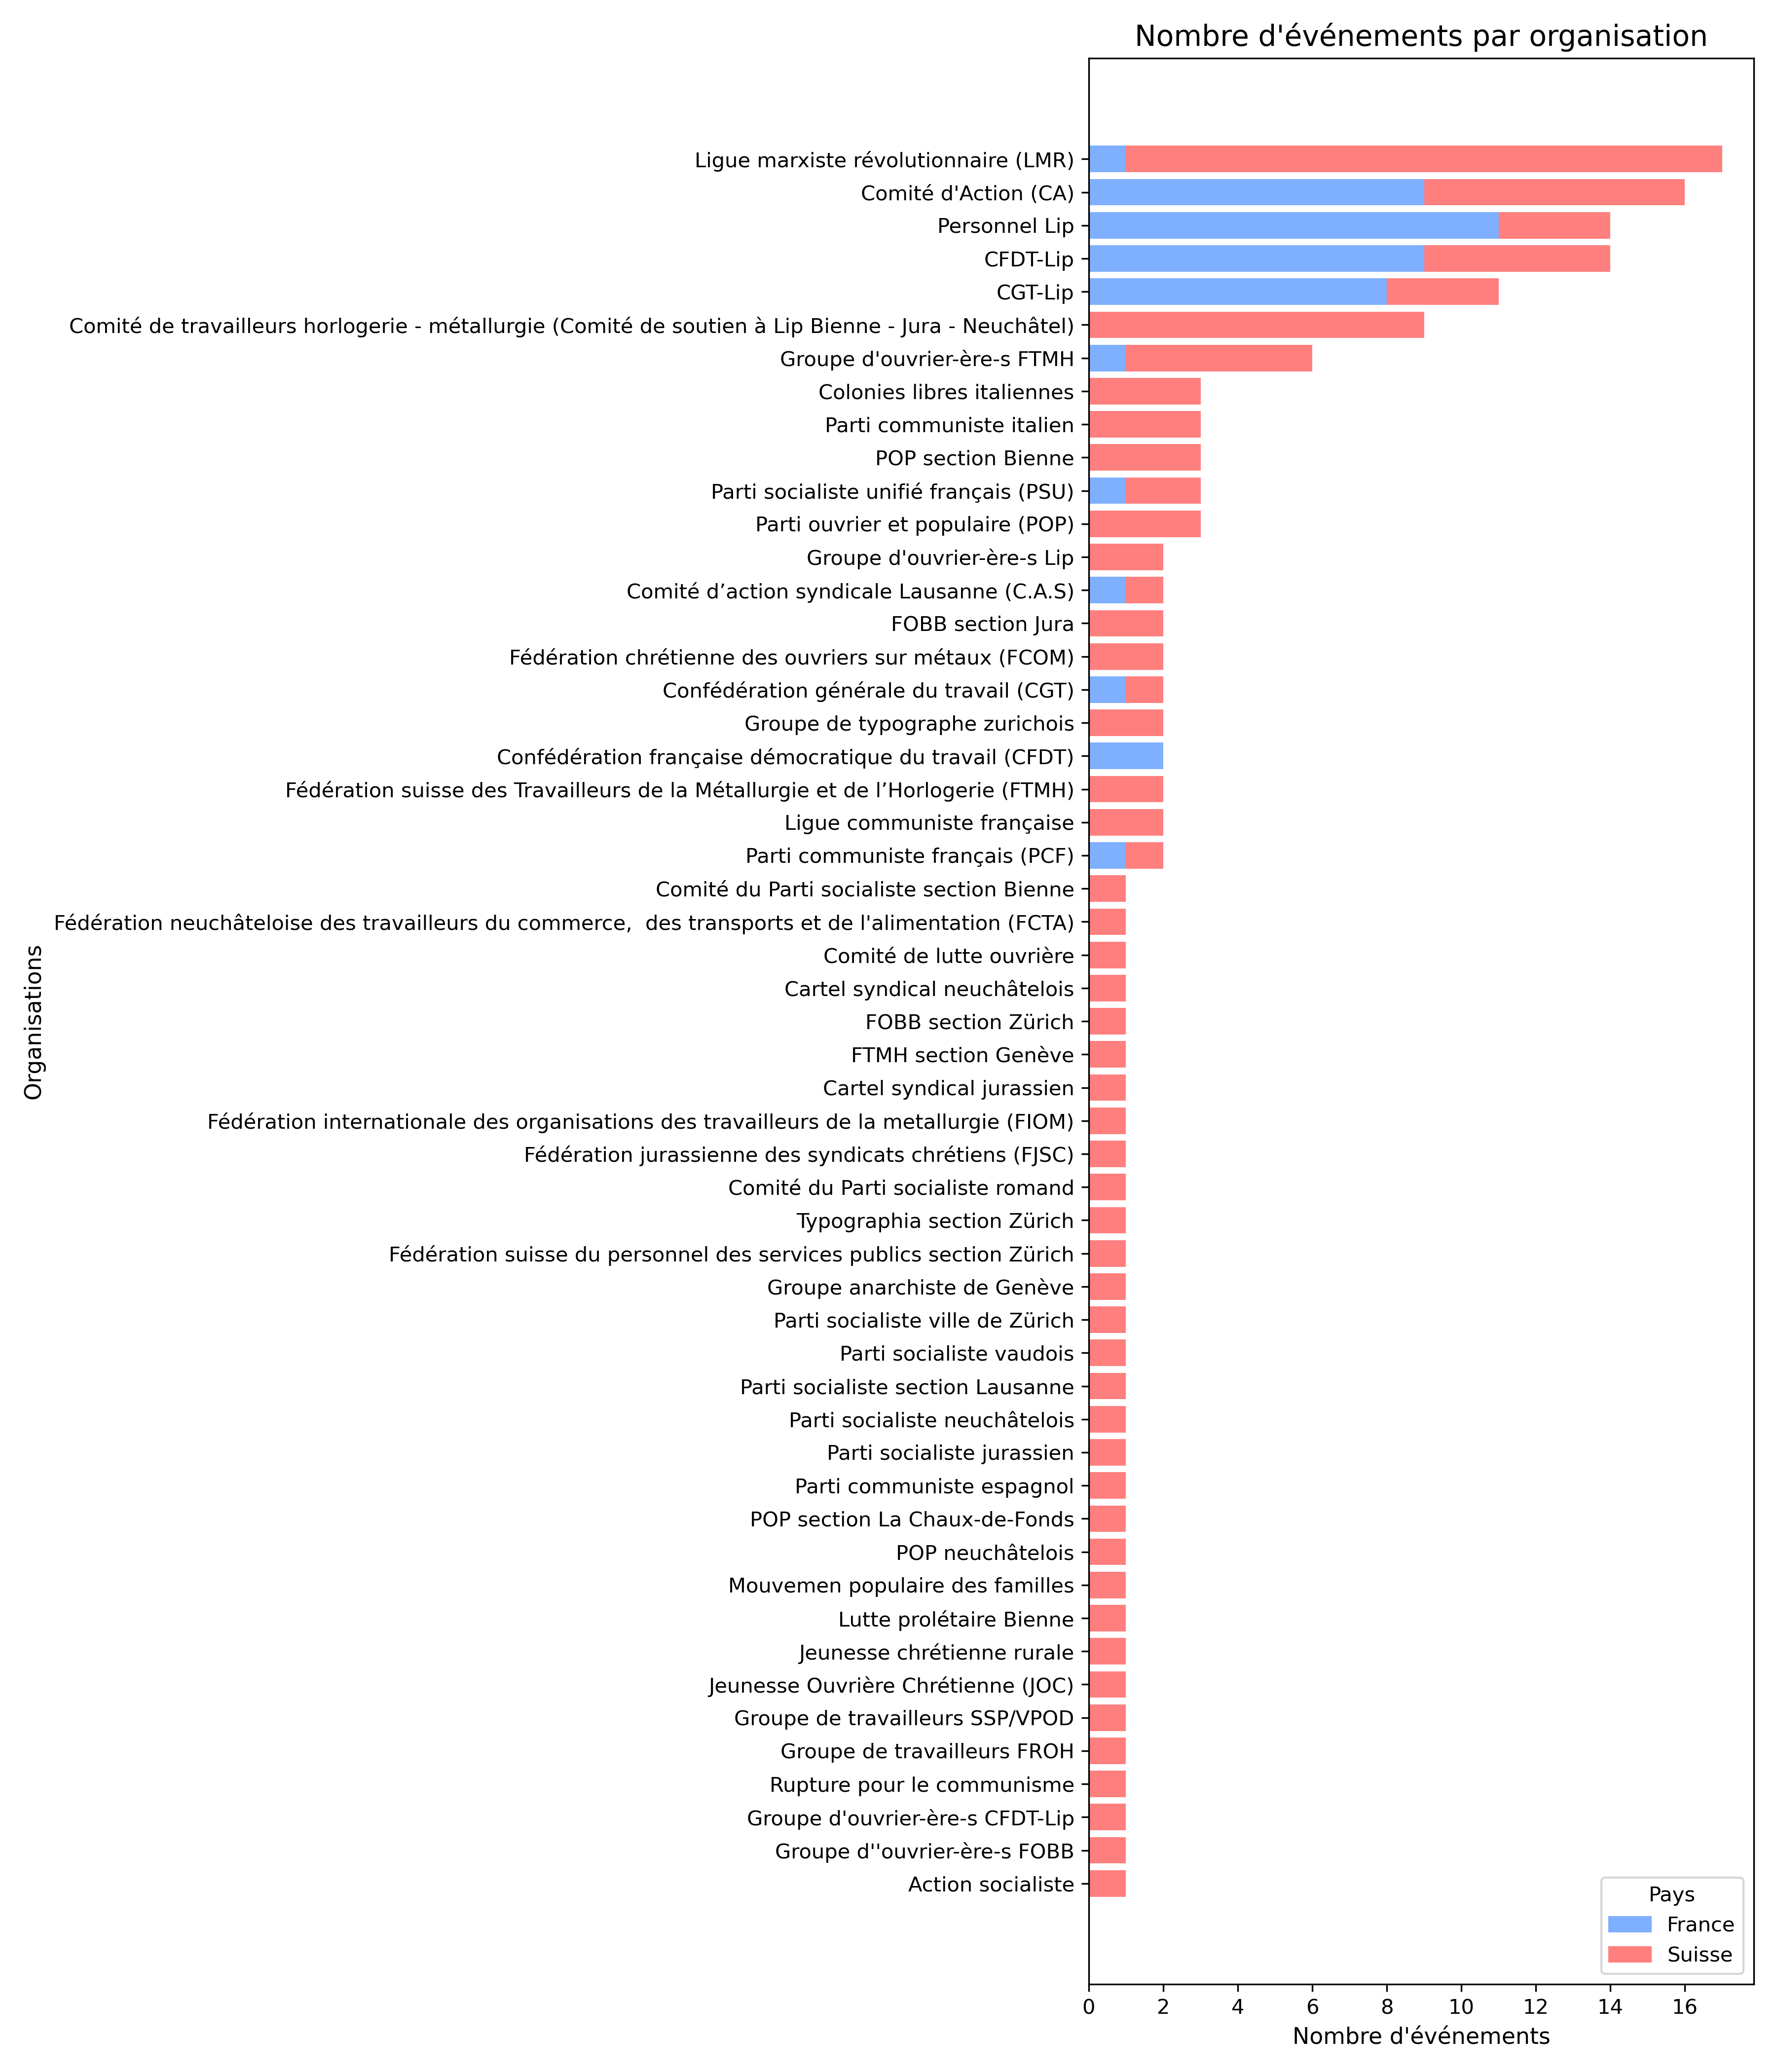 Nombre d'événements par organisation
Ligue marxiste révolutionnaire (LMR)
Comité d'Action (CA)
Personnel Lip
CFDT-Lip
CGT-Lip
Comité de travailleurs horlogerie - métallurgie (Comité de soutien à Lip Bienne - Jura - Neuchâtel)
Groupe d'ouvrier-ère-s FTMH
Colonies libres italiennes
Parti communiste italien
POP section Bienne
Parti socialiste unifié français (PSU)
Parti ouvrier et populaire (POP)
Groupe d'ouvrier-ère-s Lip
Comité d’action syndicale Lausanne (C.A.S)
FOBB section Jura
Fédération chrétienne des ouvriers sur métaux (FCOM)
Confédération générale du travail (CGT)
Groupe de typographe zurichois
Confédération française démocratique du travail (CFDT)
Fédération suisse des Travailleurs de la Métallurgie et de l’Horlogerie (FTMH)
Ligue communiste française
Parti communiste français (PCF)
Comité du Parti socialiste section Bienne
Fédération neuchâteloise des travailleurs du commerce,  des transports et de l'alimentation (FCTA)
Comité de lutte ouvrière
Cartel syndical neuchâtelois
FOBB section Zürich
FTMH section Genève
Cartel syndical jurassien
Fédération internationale des organisations des travailleurs de la metallurgie (FIOM)
Fédération jurassienne des syndicats chrétiens (FJSC)
Comité du Parti socialiste romand
Typographia section Zürich
Fédération suisse du personnel des services publics section Zürich
Groupe anarchiste de Genève
Parti socialiste ville de Zürich
Parti socialiste vaudois
Parti socialiste section Lausanne
Parti socialiste neuchâtelois
Parti socialiste jurassien
Parti communiste espagnol
POP section La Chaux-de-Fonds
POP neuchâtelois
Mouvemen populaire des familles
Lutte prolétaire Bienne
Jeunesse chrétienne rurale
Jeunesse Ouvrière Chrétienne (JOC)
Groupe de travailleurs SSP/VPOD
Groupe de travailleurs FROH
Rupture pour le communisme
Groupe d'ouvrier-ère-s CFDT-Lip
Groupe d''ouvrier-ère-s FOBB
Action socialiste
Organisations
Pays
France
Suisse
0 2 4 6 8 10 12 14 16
Nombre d'événements